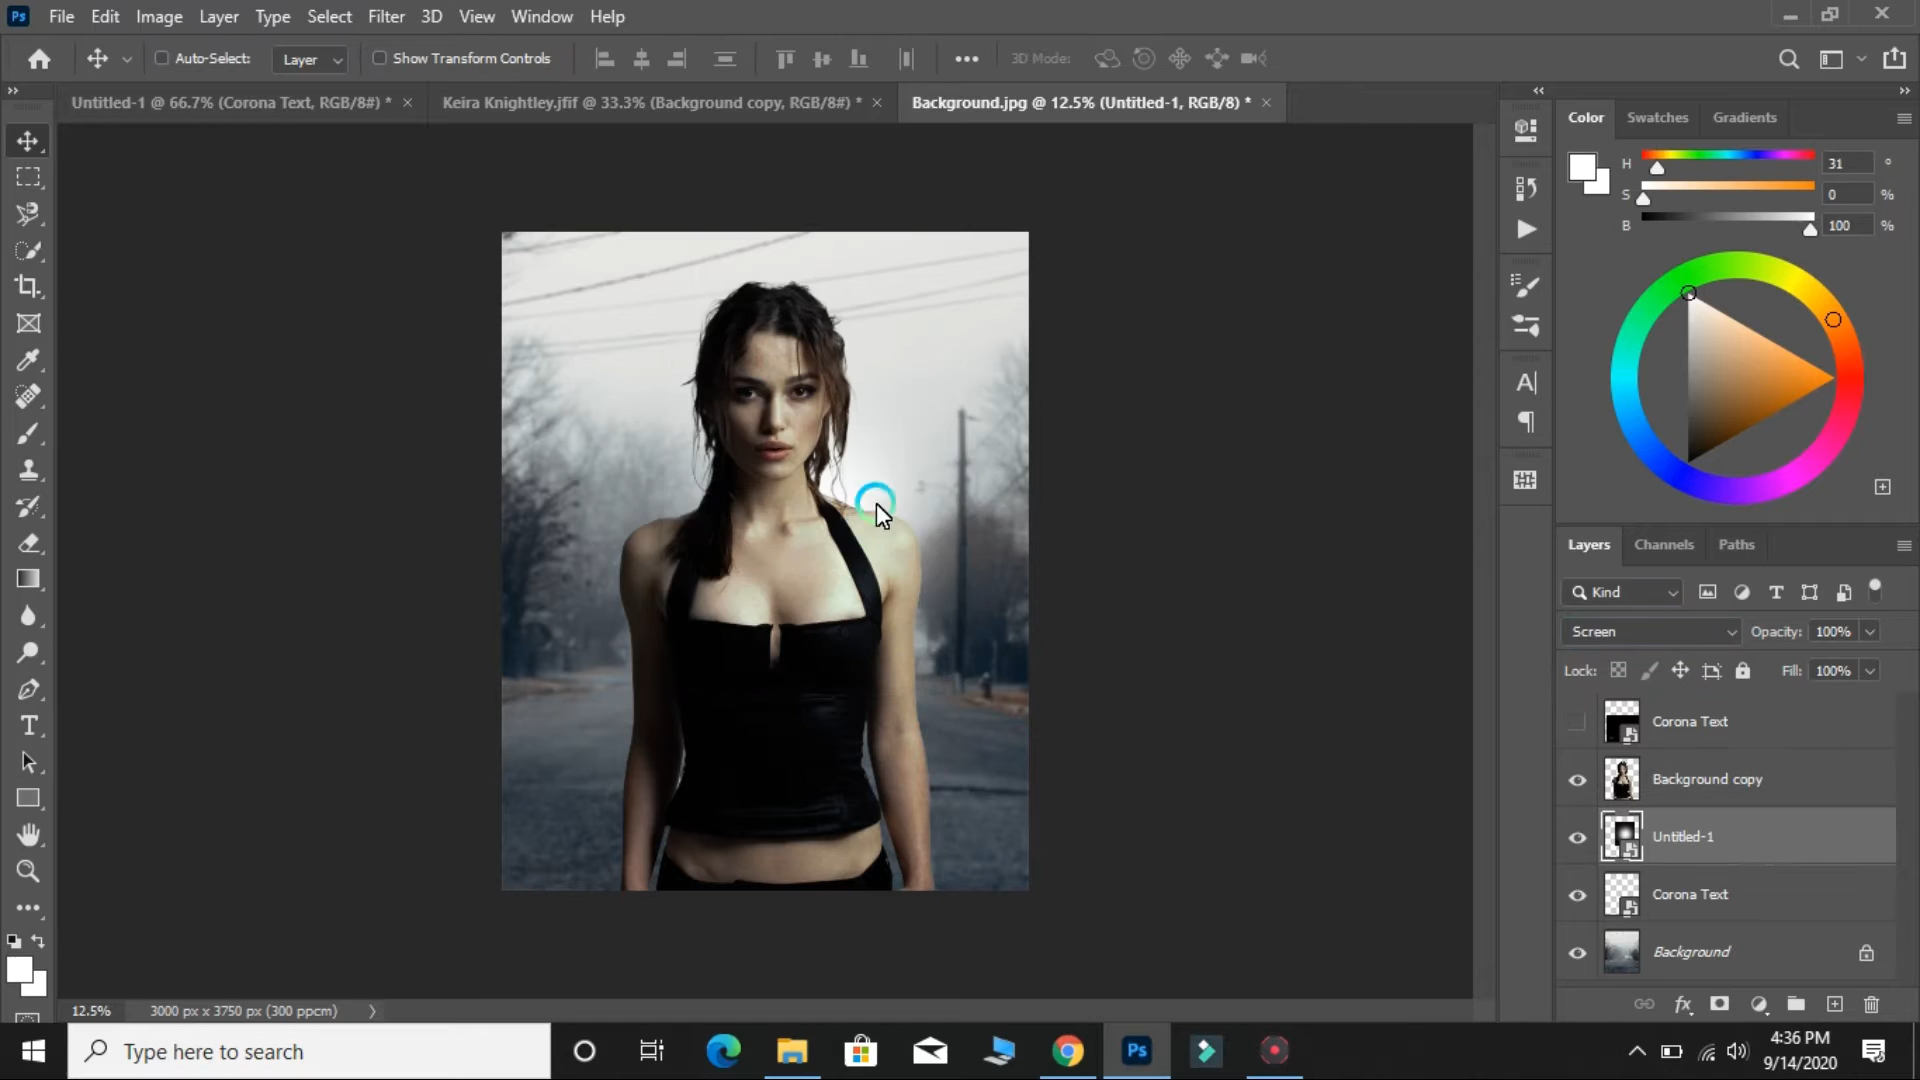 Ps File Edit Image Layer Type Select Filter 3D View Window Help
Auto-Select: Layer Show Transform Controls 3D Mode:
Untitled-1 @ 66.7% (Corona Text, RGB/8#) * × Keira Knightley.jfif @ 33.3% (Background copy, RGB/8#) * × Background.jpg @ 12.5% (Untitled-1, RGB/8) * ×
Color Swatches Gradients
H 31 °
S 0 %
B 100 %
Layers Channels Paths
Kind
Screen Opacity: 100%
Lock: Fill: 100%
Corona Text
Background copy
Untitled-1
Corona Text
Background
12.5% 3000 px x 3750 px (300 ppcm)
Type here to search
Ps
4:36 PM
9/14/2020